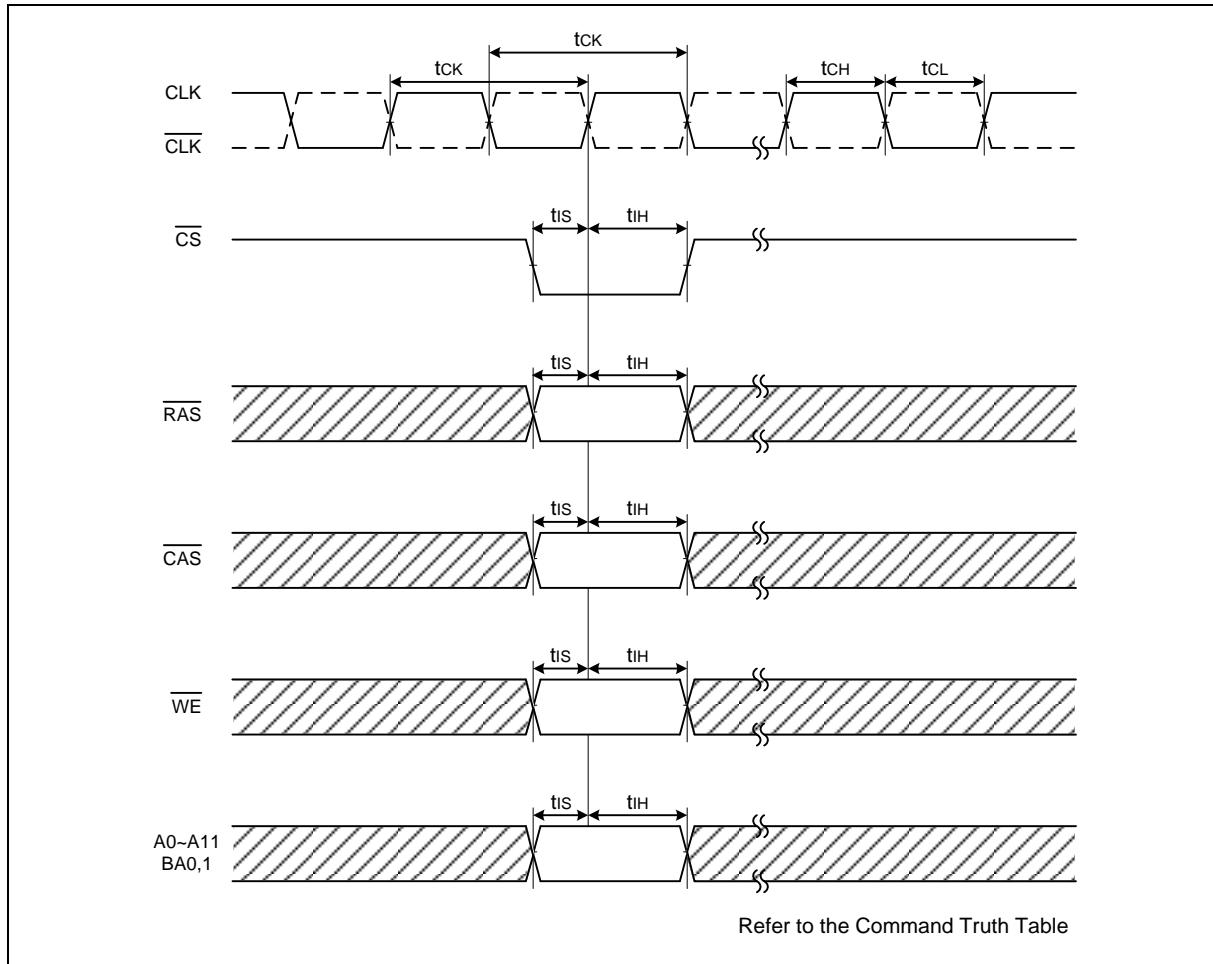 tCK
tCK tCH tCL
CLK
CLK
tIS tIH
CS
tIS tIH
RAS
tIS tIH
CAS
tIS tIH
WE
tIS tIH
A0~A11
BA0,1
Refer to the Command Truth Table